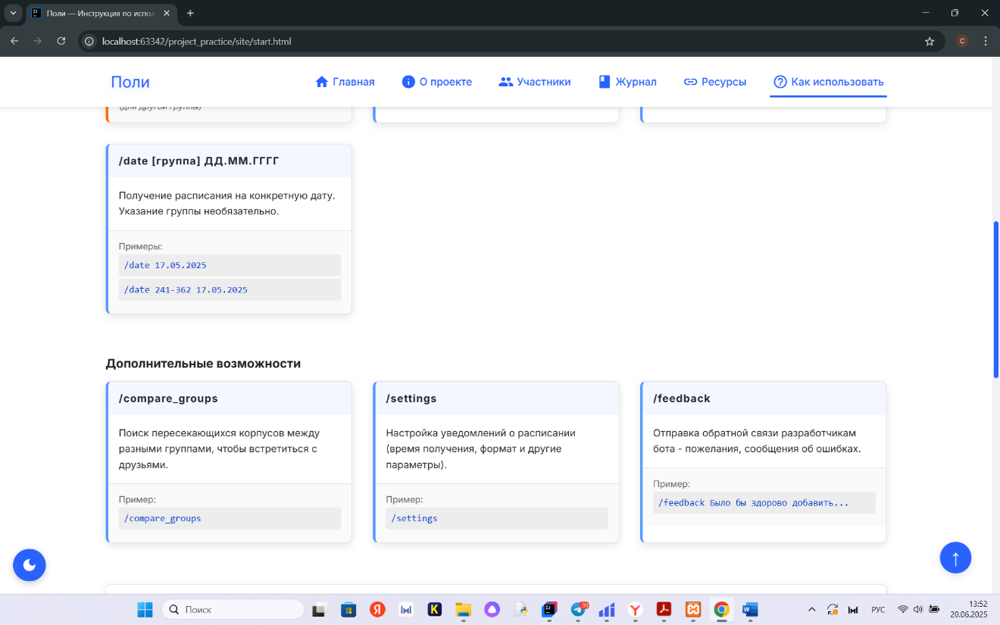 Поли — Инструкция по испол
localhost:63342/project_practice/site/start.html
C
Поли
Главная
О проекте
Участники
Журнал
Ресурсы
Как использовать
(для другой группы)
/date [группа] ДД.ММ.ГГГГ
Получение расписания на конкретную дату.
Указание группы необязательно.
Примеры:
/date 17.05.2025
/date 241-362 17.05.2025
Дополнительные возможности
/compare_groups
Поиск пересекающихся корпусов между
разными группами, чтобы встретиться с
друзьями.
Пример:
/compare_groups
/settings
Настройка уведомлений о расписании
(время получения, формат и другие
параметры).
Пример:
/settings
/feedback
Отправка обратной связи разработчикам
бота - пожелания, сообщения об ошибках.
Пример:
/feedback Было бы здорово добавить...
Поиск
93
РУС
13:52
20.06.2025